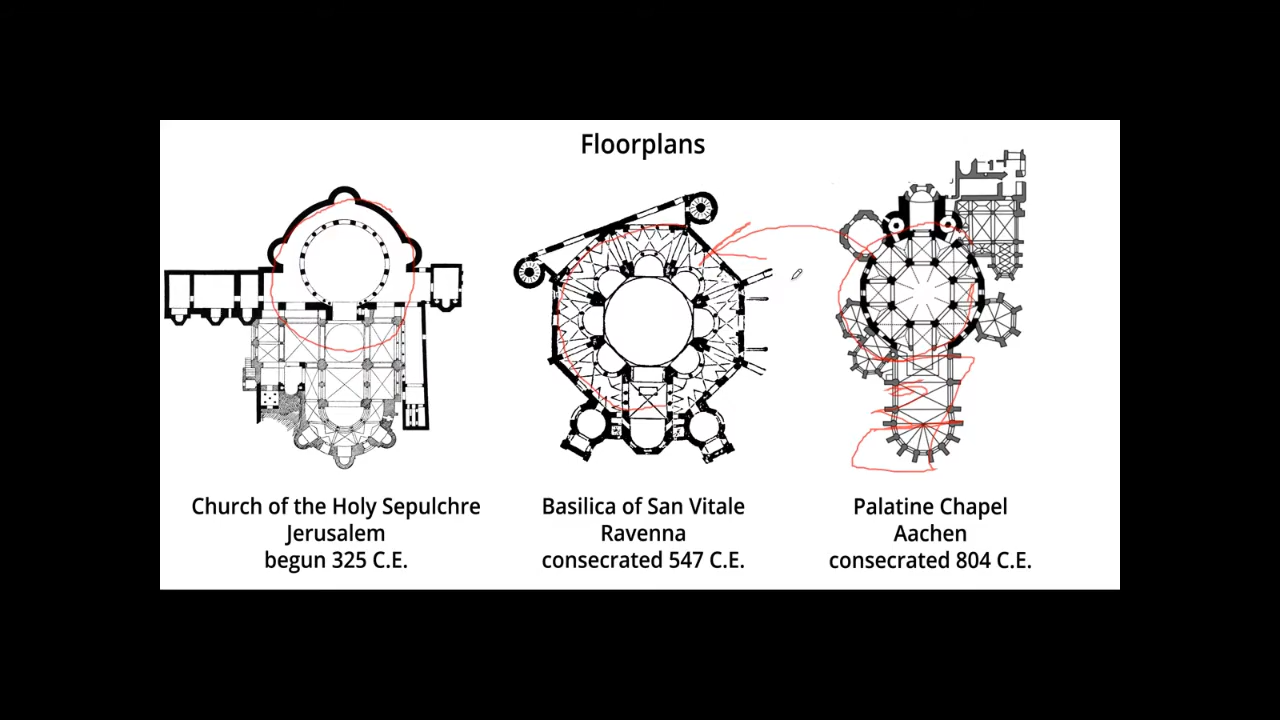 Floorplans
Church of the Holy Sepulchre
Jerusalem
begun 325 C.E.
Basilica of San Vitale
Ravenna
consecrated 547 C.E.
Palatine Chapel
Aachen
consecrated 804 C.E.